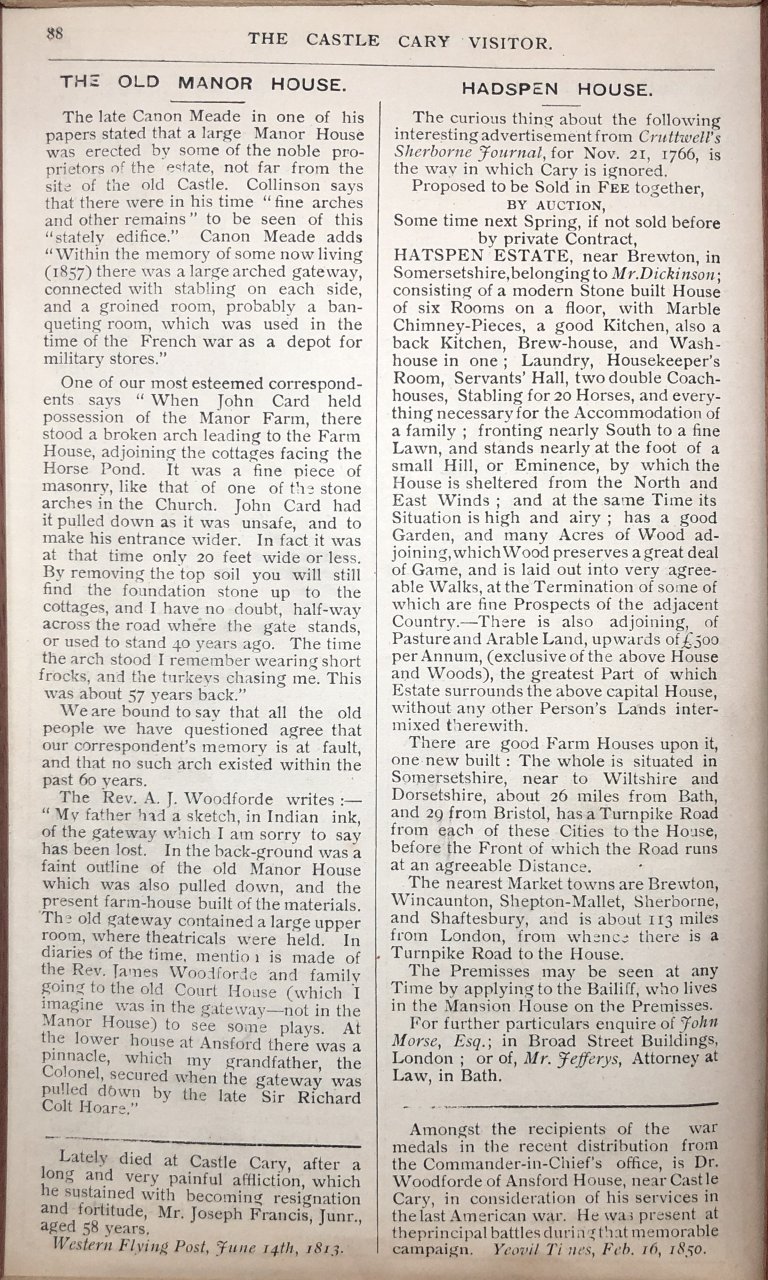 88
THE CASTLE CARY VISITOR.
THE OLD MANOR HOUSE.
The late Canon Meade in one of his
papers stated that a large Manor House
was erected by some of the noble pro-
prietors of the estate, not far from the
site of the old Castle. Collinson says
that there were in his time "fine arches
and other remains" to be seen of this
"stately edifice." Canon Meade adds
"Within the memory of some now living
(1857) there was a large arched gateway,
connected with stabling on each side,
and a groined room, probably a ban-
queting room, which was used in the
time of the French war as a depot for
military stores."
One of our most esteemed correspond-
ents says "When John Card held
possession of the Manor Farm, there
stood a broken arch leading to the Farm
House, adjoining the cottages facing the
Horse Pond. It was a fine piece of
masonry, like that of one of the stone
arches in the Church. John Card had
it pulled down as it was unsafe, and to
make his entrance wider. In fact it was
at that time only 20 feet wide or less.
By removing the top soil you will still
find the foundation stone up to the
cottages, and I have no doubt, half-way
across the road where the gate stands,
or used to stand 40 years ago. The time
the arch stood I remember wearing short
frocks, and the turkeys chasing me. This
was about 57 years back."
We are bound to say that all the old
people we have questioned agree that
our correspondent's memory is at fault,
and that no such arch existed within the
past 60 years.
The Rev. A. J. Woodforde writes :—
"My father had a sketch, in Indian ink,
of the gateway which I am sorry to say
has been lost. In the back-ground was a
faint outline of the old Manor House
which was also pulled down, and the
present farm-house built of the materials.
The old gateway contained a large upper
room, where theatricals were held. In
diaries of the time, mention is made of
the Rev. James Woodforde and family
going to the old Court House (which I
imagine was in the gateway—not in the
Manor House) to see some plays. At
the lower house at Ansford there was a
pinnacle, which my grandfather, the
Colonel, secured when the gateway was
pulled down by the late Sir Richard
Colt Hoare."
Lately died at Castle Cary, after a
long and very painful affliction, which
he sustained with becoming resignation
and fortitude, Mr. Joseph Francis, Junr.,
aged 58 years.
Western Flying Post, June 14th, 1813.
HADSPEN HOUSE.
The curious thing about the following
interesting advertisement from Cruttwell's
Sherborne Journal, for Nov. 21, 1766, is
the way in which Cary is ignored.
Proposed to be Sold in FEE together,
BY AUCTION,
Some time next Spring, if not sold before
by private Contract,
HATSPEN ESTATE, near Brewton, in
Somersetshire, belonging to Mr. Dickinson;
consisting of a modern Stone built House
of six Rooms on a floor, with Marble
Chimney-Pieces, a good Kitchen, also a
back Kitchen, Brew-house, and Wash-
house in one ; Laundry, Housekeeper's
Room, Servants' Hall, two double Coach-
houses, Stabling for 20 Horses, and every-
thing necessary for the Accommodation of
a family ; fronting nearly South to a fine
Lawn, and stands nearly at the foot of a
small Hill, or Eminence, by which the
House is sheltered from the North and
East Winds ; and at the same Time its
Situation is high and airy ; has a good
Garden, and many Acres of Wood ad-
joining, which Wood preserves a great deal
of Game, and is laid out into very agree-
able Walks, at the Termination of some of
which are fine Prospects of the adjacent
Country.—There is also adjoining, of
Pasture and Arable Land, upwards of £500
per Annum, (exclusive of the above House
and Woods), the greatest Part of which
Estate surrounds the above capital House,
without any other Person's Lands inter-
mixed therewith.
There are good Farm Houses upon it,
one new built : The whole is situated in
Somersetshire, near to Wiltshire and
Dorsetshire, about 26 miles from Bath,
and 29 from Bristol, has a Turnpike Road
from each of these Cities to the House,
before the Front of which the Road runs
at an agreeable Distance.
The nearest Market towns are Brewton,
Wincaunton, Shepton-Mallet, Sherborne,
and Shaftesbury, and is about 113 miles
from London, from whence there is a
Turnpike Road to the House.
The Premisses may be seen at any
Time by applying to the Bailiff, who lives
in the Mansion House on the Premisses.
For further particulars enquire of John
Morse, Esq.; in Broad Street Buildings,
London ; or of, Mr. Jefferys, Attorney at
Law, in Bath.
Amongst the recipients of the war
medals in the recent distribution from
the Commander-in-Chief's office, is Dr.
Woodforde of Ansford House, near Castle
Cary, in consideration of his services in
the last American war. He was present at
the principal battles during that memorable
campaign. Yeovil Times, Feb. 16, 1850.